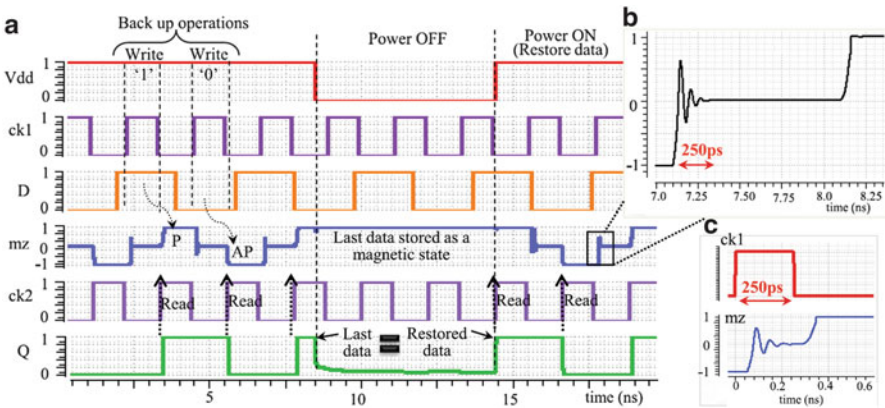 a
Back up operations
Write '1'
Write '0'
Power OFF
Power ON
(Restore data)
Vdd
1
0
ck1
1
0
D
1
0
mz
1
0
-1
P
AP
Last data stored as a
magnetic state
ck2
1
0
Read
Read
Read
Read
Q
1
0
Last
data
=
Restored
data
5
10
15
time (ns)
b
1
0
-1
250ps
7.0
7.25
7.50
7.75
8.0
8.25
time (ns)
c
ck1
250ps
mz
1
0
-1
0
0.2
0.4
0.6
time (ns)